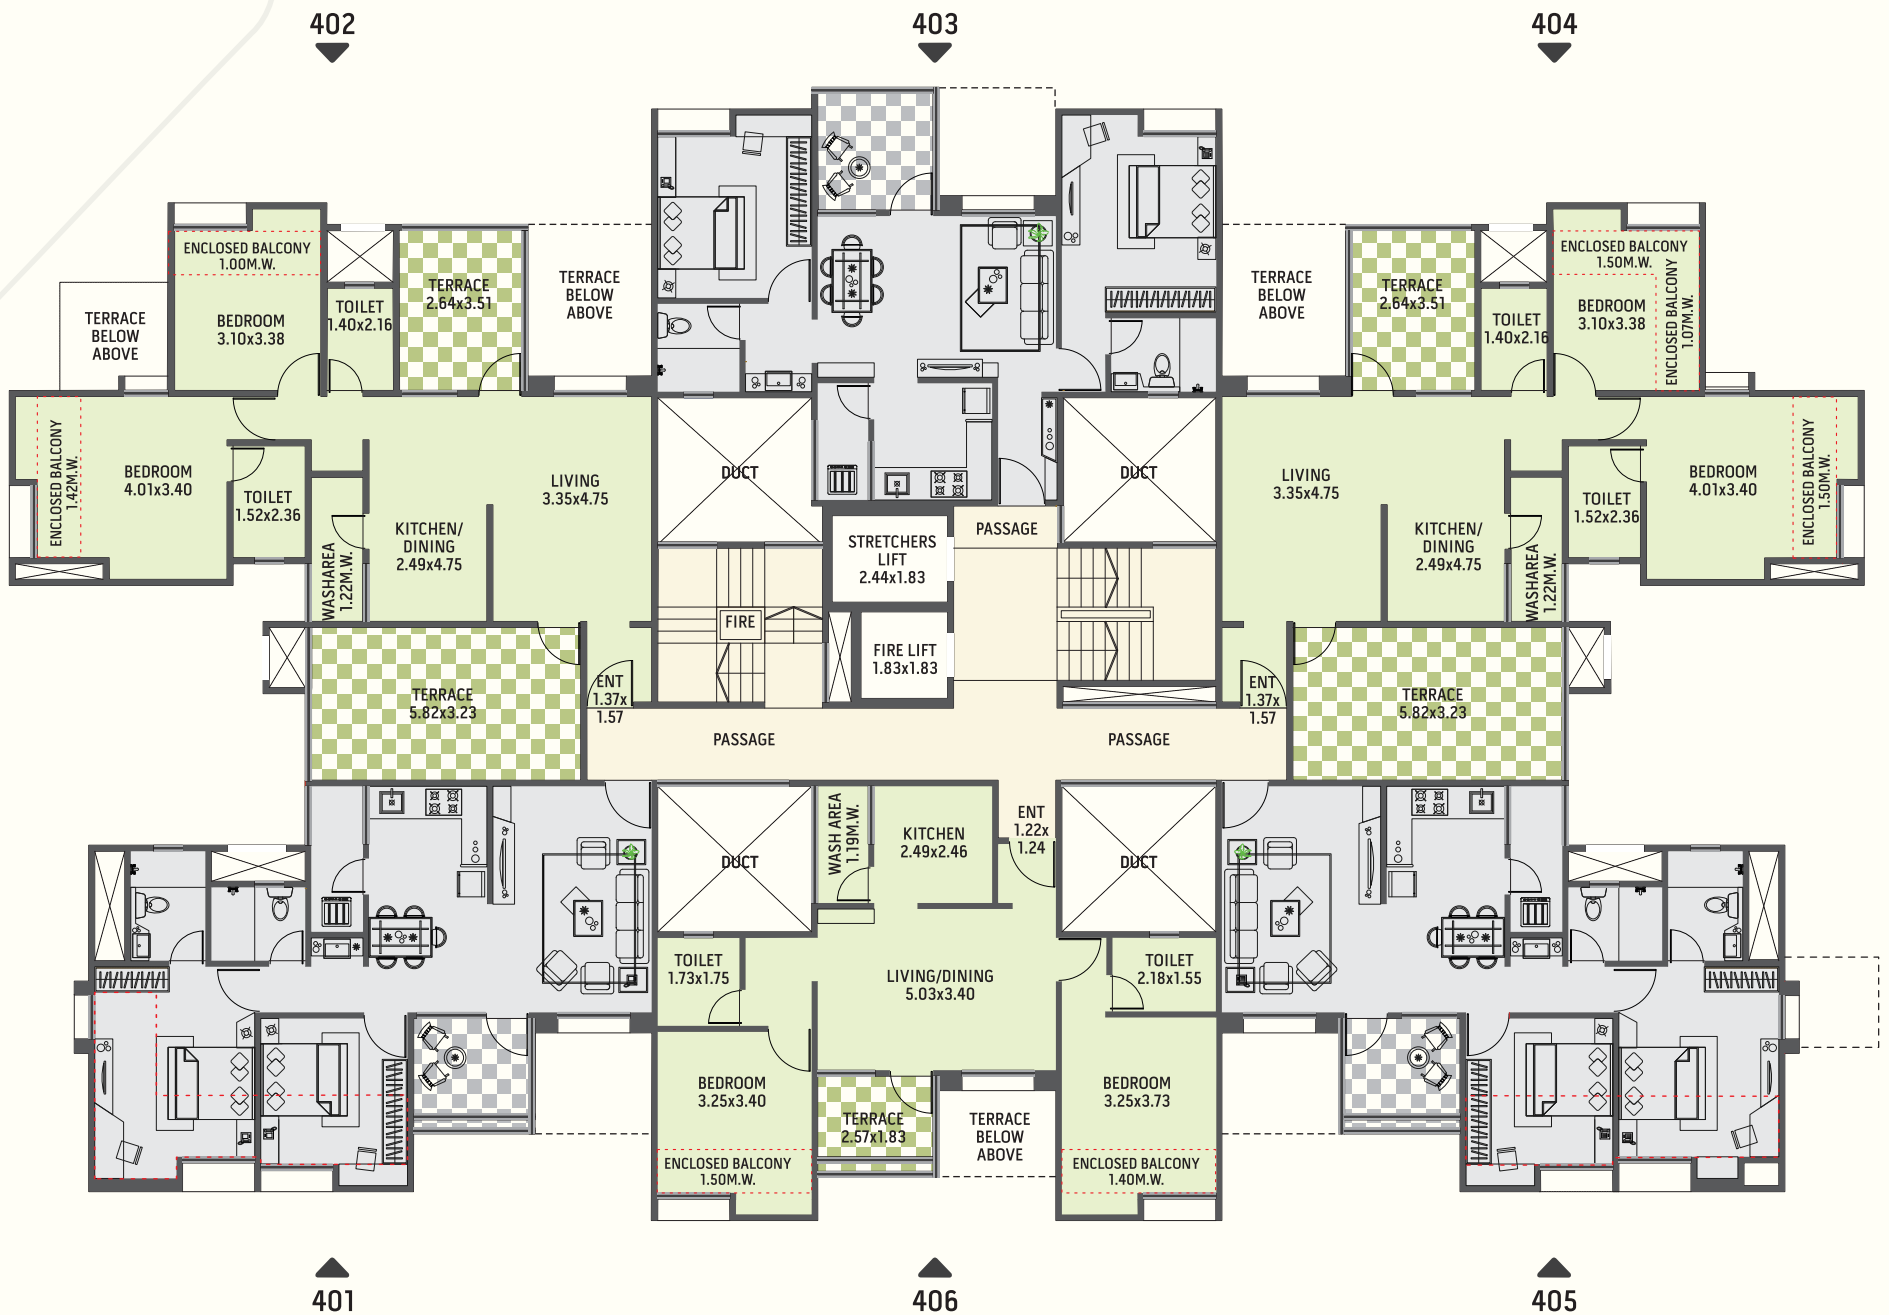 402
403
404
ENCLOSED BALCONY
1.00M.W.
BEDROOM
3.10x3.38
TOILET
1.40x2.16
TERRACE
2.64x3.51
TERRACE
BELOW
ABOVE
TERRACE
BELOW
ABOVE
ENCLOSED BALCONY
1.42M.W.
BEDROOM
4.01x3.40
TOILET
1.52x2.36
WASHAREA
1.22M.W.
KITCHEN/
DINING
2.49x4.75
LIVING
3.35x4.75
TERRACE
5.82x3.23
ENT
1.37x
1.57
DUCT
FIRE
STRETCHERS
LIFT
2.44x1.83
FIRE LIFT
1.83x1.83
PASSAGE
DUCT
PASSAGE
PASSAGE
TERRACE
BELOW
ABOVE
TERRACE
2.64x3.51
TOILET
1.40x2.16
ENCLOSED BALCONY
1.50M.W.
BEDROOM
3.10x3.38
ENCLOSED BALCONY
1.07M.W.
LIVING
3.35x4.75
KITCHEN/
DINING
2.49x4.75
WASHAREA
1.22M.W.
TOILET
1.52x2.36
BEDROOM
4.01x3.40
ENCLOSED BALCONY
1.50M.W.
ENT
1.37x
1.57
TERRACE
5.82x3.23
DUCT
WASH AREA
1.19M.W.
KITCHEN
2.49x2.46
ENT
1.22x
1.24
DUCT
TOILET
1.73x1.75
LIVING/DINING
5.03x3.40
TOILET
2.18x1.55
BEDROOM
3.25x3.40
TERRACE
2.57x1.83
TERRACE
BELOW
ABOVE
BEDROOM
3.25x3.73
ENCLOSED BALCONY
1.50M.W.
ENCLOSED BALCONY
1.40M.W.
401
406
405